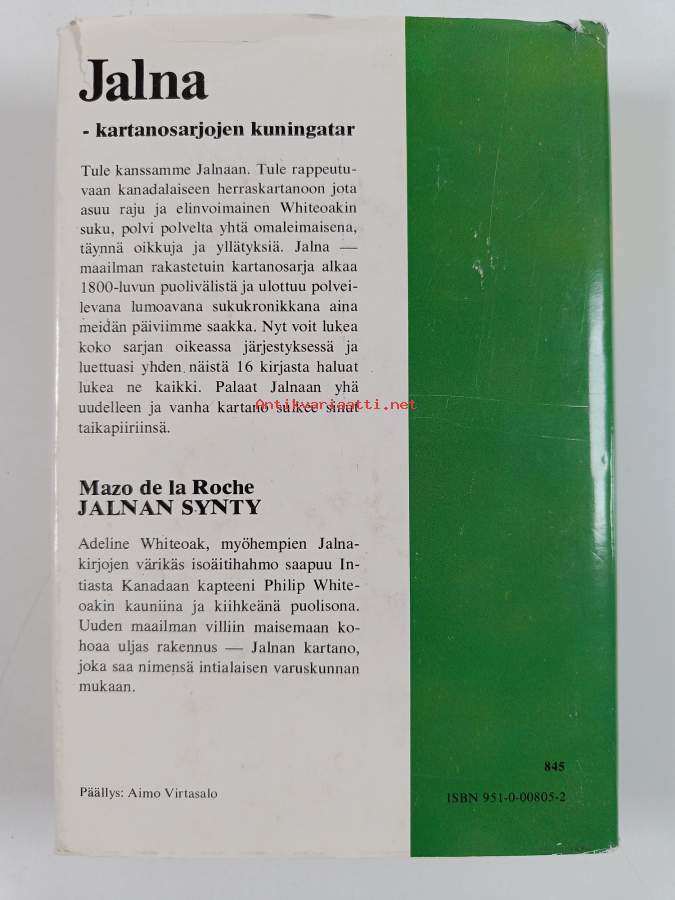 Jalna
- kartanosarjojen kuningatar
Tule kanssamme Jalnaan. Tule rappeutu-
vaan kanadalaiseen herraskartanoon jota
asuu raju ja elinvoimainen Whiteoakin
suku, polvi polvelta yhtä omaleimaisena,
täynnä oikkuja ja yllätyksiä. Jalna —
maailman rakastetuin kartanosarja alkaa
1800-luvun puolivälistä ja ulottuu polvei-
levana lumoavana sukukronikkana aina
meidän päiviimme saakka. Nyt voit lukea
koko sarjan oikeassa järjestyksessä ja
luettuasi yhden näistä 16 kirjasta haluat
lukea ne kaikki. Palaat Jalnaan yhä
uudelleen ja vanha kartano sulkee sinut
Antikvariaatti.net
taikapiiriinsä.
Mazo de la Roche
JALNAN SYNTY
Adeline Whiteoak, myöhempien Jalna-
kirjojen värikäs isoäitihahmo saapuu In-
tiasta Kanadaan kapteeni Philip White-
oakin kauniina ja kiihkeänä puolisona.
Uuden maailman villiin maisemaan ko-
hoaa uljas rakennus — Jalnan kartano,
joka saa nimensä intialaisen varuskunnan
mukaan.
845
Päällys: Aimo Virtasalo
ISBN 951-0-00805-2